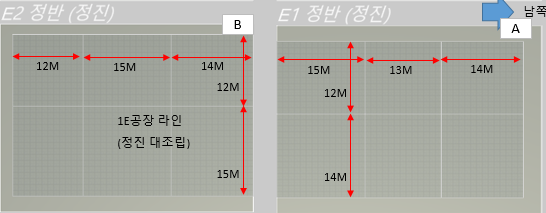 E2 정반 (정진)
B
12M
15M
14M
12M
1E공장 라인
(정진 대조립)
15M
E1 정반 (정진)
남쪽
A
15M
13M
14M
12M
14M